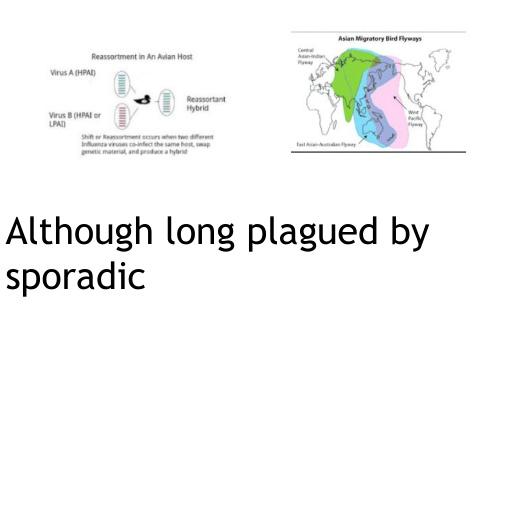 Reassortment in An Avian Host
Virus A (HPAI)
Reassortant
Hybrid
Virus B (HPAI or
LPAI)
Shift or Reassortment occurs when two different
Influenza viruses co-infect the same host, swap
genetic material, and produce a hybrid
Asian Migratory Bird Flyways
Central
Asian-Indian
Flyway
West
Pacific
Flyway
East Asian-Australian Flyway
Although long plagued by
sporadic